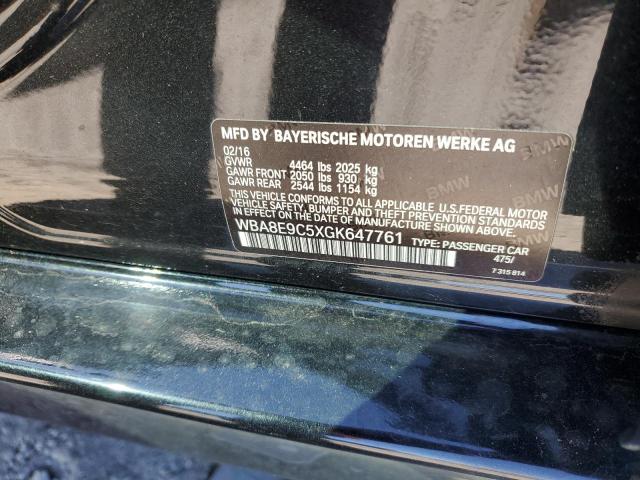 MFD BY BAYERISCHE MOTOREN WERKE AG
02/16
GVWR 4464 lbs 2025 kg
GAWR FRONT 2050 lbs 930 kg
GAWR REAR 2544 lbs 1154 kg
THIS VEHICLE CONFORMS TO ALL APPLICABLE U.S.FEDERAL MOTOR
VEHICLE SAFETY, BUMPER AND THEFT PREVENTION STANDARDS
IN EFFECT ON THE DATE OF MANUFACTURE SHOWN ABOVE.
WBA8E9C5XGK647761 TYPE: PASSENGER CAR
475/
7 315 814